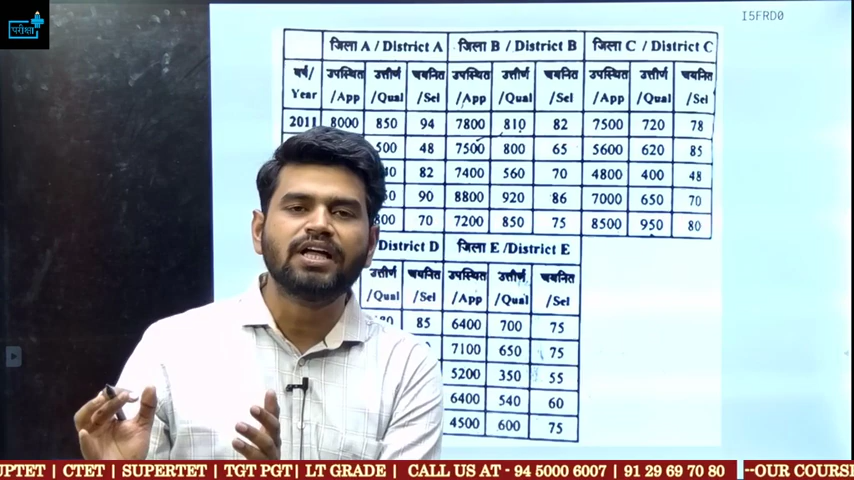 परीक्षा
I5FRD0
जिला A / District A जिला B / District B जिला C / District C
वर्ष/ उपस्थित उत्तीर्ण चयनित उपस्थित उत्तीर्ण चयनित उपस्थित उत्तीर्ण चयनित
Year /App /Qual /Sel /App /Qual /Sel /App /Qual /Sel
2011 8000 850 94 7800 810 82 7500 720 78
500 48 7500 800 65 5600 620 85
82 7400 560 70 4800 400 48
90 8800 920 86 7000 650 70
800 70 7200 850 75 8500 950 80
District D जिला E /District E
उत्तीर्ण चयनित उपस्थित उत्तीर्ण चयनित
/Qual /Sel /App /Qual /Sel
85 6400 700 75
7100 650 75
5200 350 55
6400 540 60
4500 600 75
UPTET | CTET | SUPERTET | TGT PGT| LT GRADE | CALL US AT - 94 5000 6007 | 91 29 69 70 80 --OUR COURSE